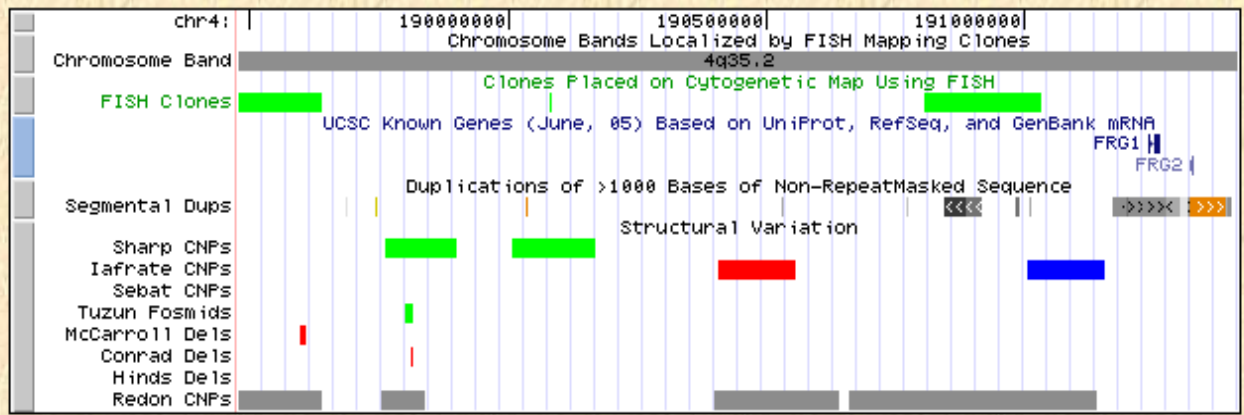 chr4: 190000000 190500000 191000000
Chromosome Bands Localized by FISH Mapping Clones
Chromosome Band 4q35.2
Clones Placed on Cytogenetic Map Using FISH
FISH Clones
UCSC Known Genes (June, 05) Based on UniProt, RefSeq, and GenBank mRNA
FRG1
FRG2
Duplications of >1000 Bases of Non-RepeatMasked Sequence
Segmental Dups
Structural Variation
Sharp CNPs
Iafrate CNPs
Sebat CNPs
Tuzun Fosmids
McCarroll Dels
Conrad Dels
Hinds Dels
Redon CNPs